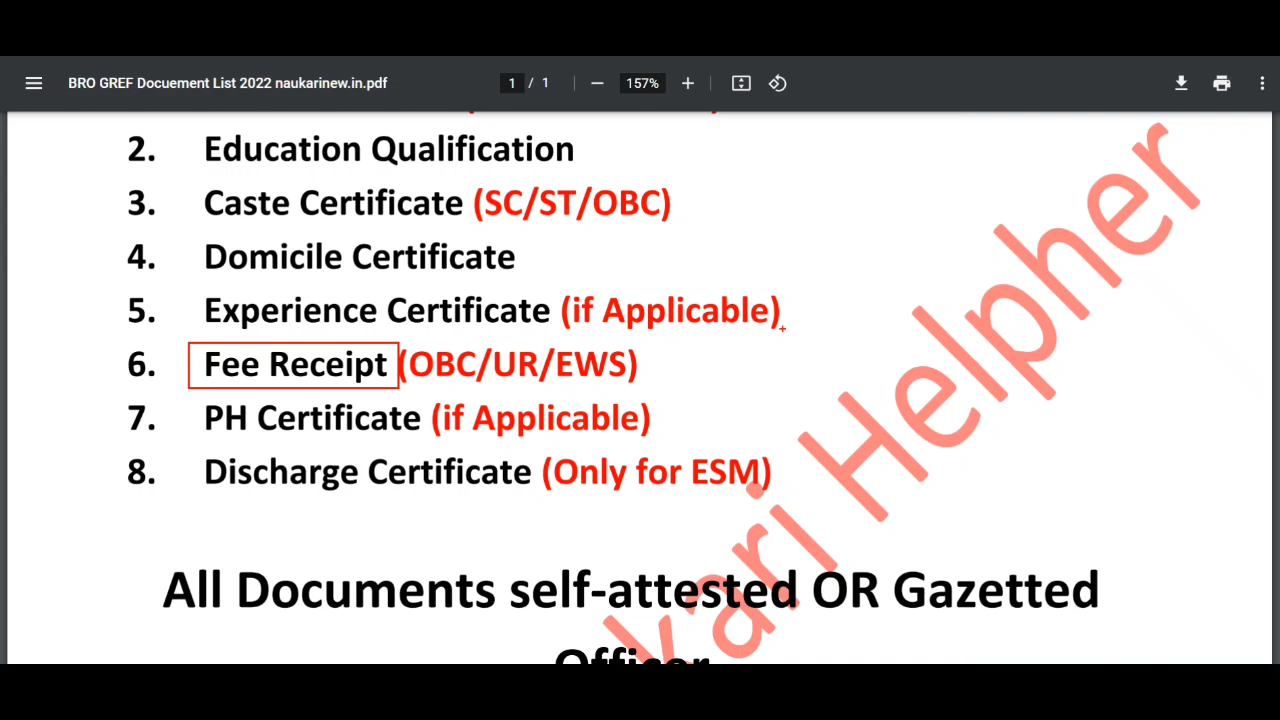 BRO GREF Docuement List 2022 naukarinew.in.pdf
1 / 1
157%
2. Education Qualification
3. Caste Certificate (SC/ST/OBC)
4. Domicile Certificate
5. Experience Certificate (if Applicable)
6. Fee Receipt (OBC/UR/EWS)
7. PH Certificate (if Applicable)
8. Discharge Certificate (Only for ESM)
All Documents self-attested OR Gazetted
Officer
kari Helpher